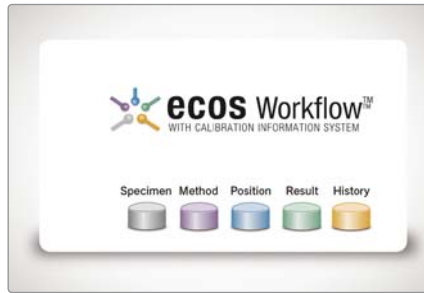 ecos Workflow™
WITH CALIBRATION INFORMATION SYSTEM
Specimen Method Position Result History